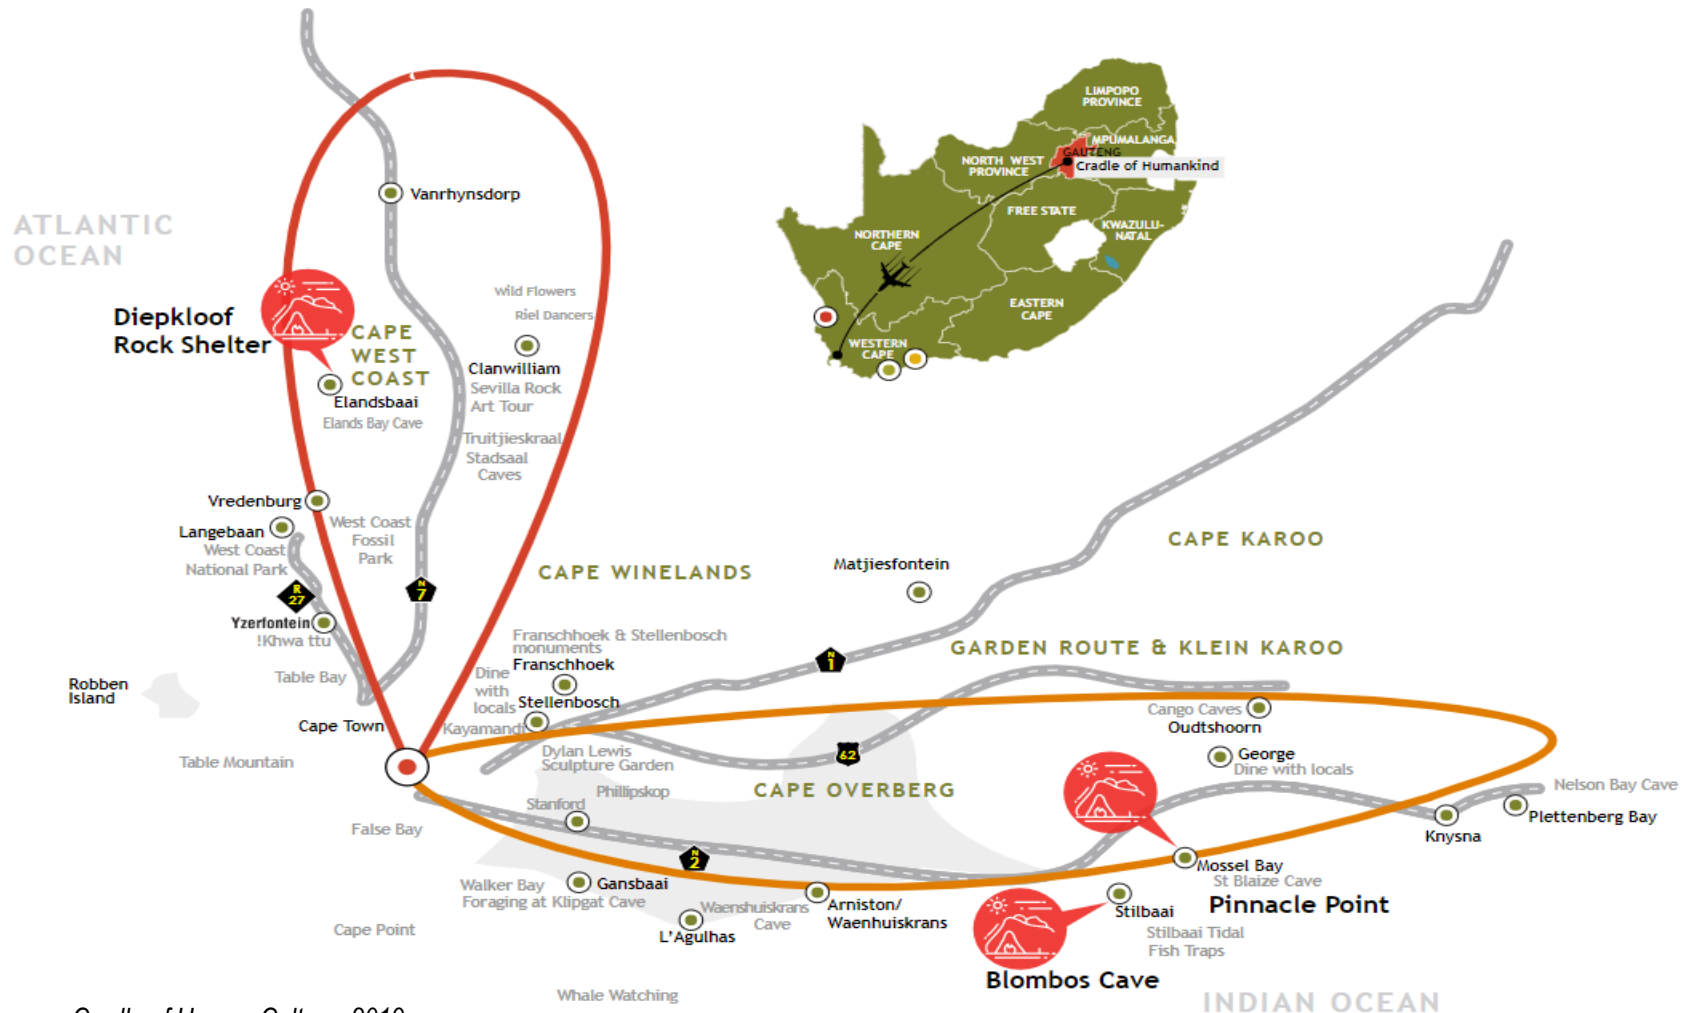 ATLANTIC
OCEAN
Vanrhynsdorp
Diepkloof
Rock Shelter
CAPE
WEST
COAST
Elandsbaai
Elands Bay Cave
Wild Flowers
Riel Dancers
Clanwilliam
Sevilla Rock
Art Tour
Truitjieskraal
Stadsaal
Caves
Vredenburg
Langebaan
West Coast
National Park
West Coast
Fossil
Park
R
27
N
7
Yzerfontein
!Khwa ttu
Table Bay
Robben
Island
Cape Town
Table Mountain
LIMPOPO
PROVINCE
MPUMALANGA
GAUTENG
Cradle of Humankind
NORTH WEST
PROVINCE
FREE STATE
KWAZULU-
NATAL
NORTHERN
CAPE
EASTERN
CAPE
WESTERN
CAPE
CAPE WINELANDS
Franschhoek & Stellenbosch
monuments
Franschhoek
Dine
with
locals
Stellenbosch
Kayamandi
Dylan Lewis
Sculpture Garden
Matjiesfontein
CAPE KAROO
N
1
GARDEN ROUTE & KLEIN KAROO
62
Cango Caves
Oudtshoorn
George
Dine with locals
CAPE OVERBERG
Phillipskop
Stanford
False Bay
N
2
Nelson Bay Cave
Plettenberg Bay
Knysna
Mossel Bay
St Blaize Cave
Pinnacle Point
Walker Bay
Gansbaai
Foraging at Klipgat Cave
Waenshuiskrans
Cave
L'Agulhas
Arniston/
Waenhuiskrans
Stilbaai
Stilbaai Tidal
Fish Traps
Blombos Cave
Cape Point
Whale Watching
INDIAN OCEAN